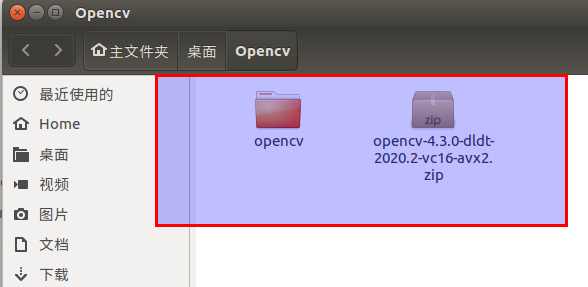 Opencv
主文件夹 桌面 Opencv
最近使用的
Home
桌面
视频
图片
文档
下载
opencv
zip
opencv-4.3.0-dldt-
2020.2-vc16-avx2.
zip